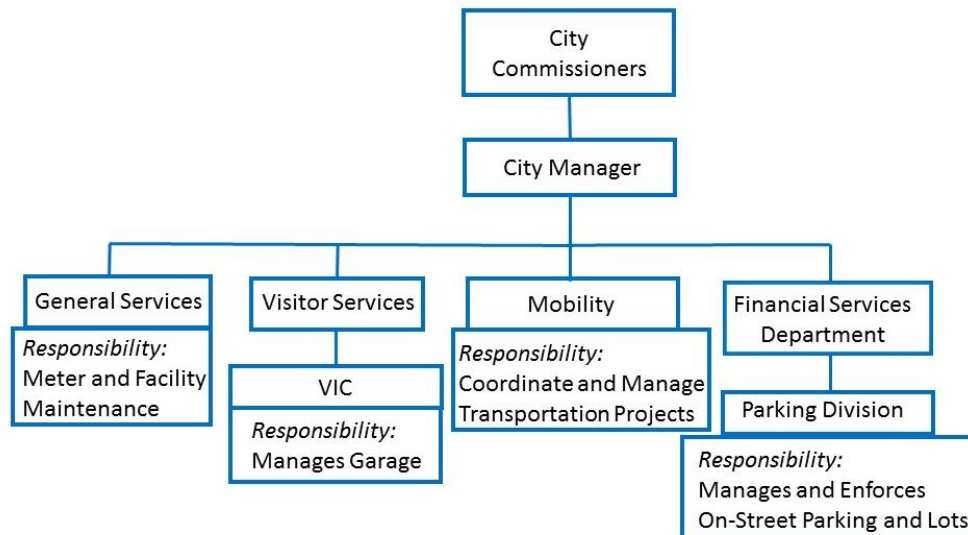 City
Commissioners
City Manager
General Services
Responsibility:
Meter and Facility
Maintenance
Visitor Services
VIC
Responsibility:
Manages Garage
Mobility
Responsibility:
Coordinate and Manage
Transportation Projects
Financial Services
Department
Parking Division
Responsibility:
Manages and Enforces
On-Street Parking and Lots